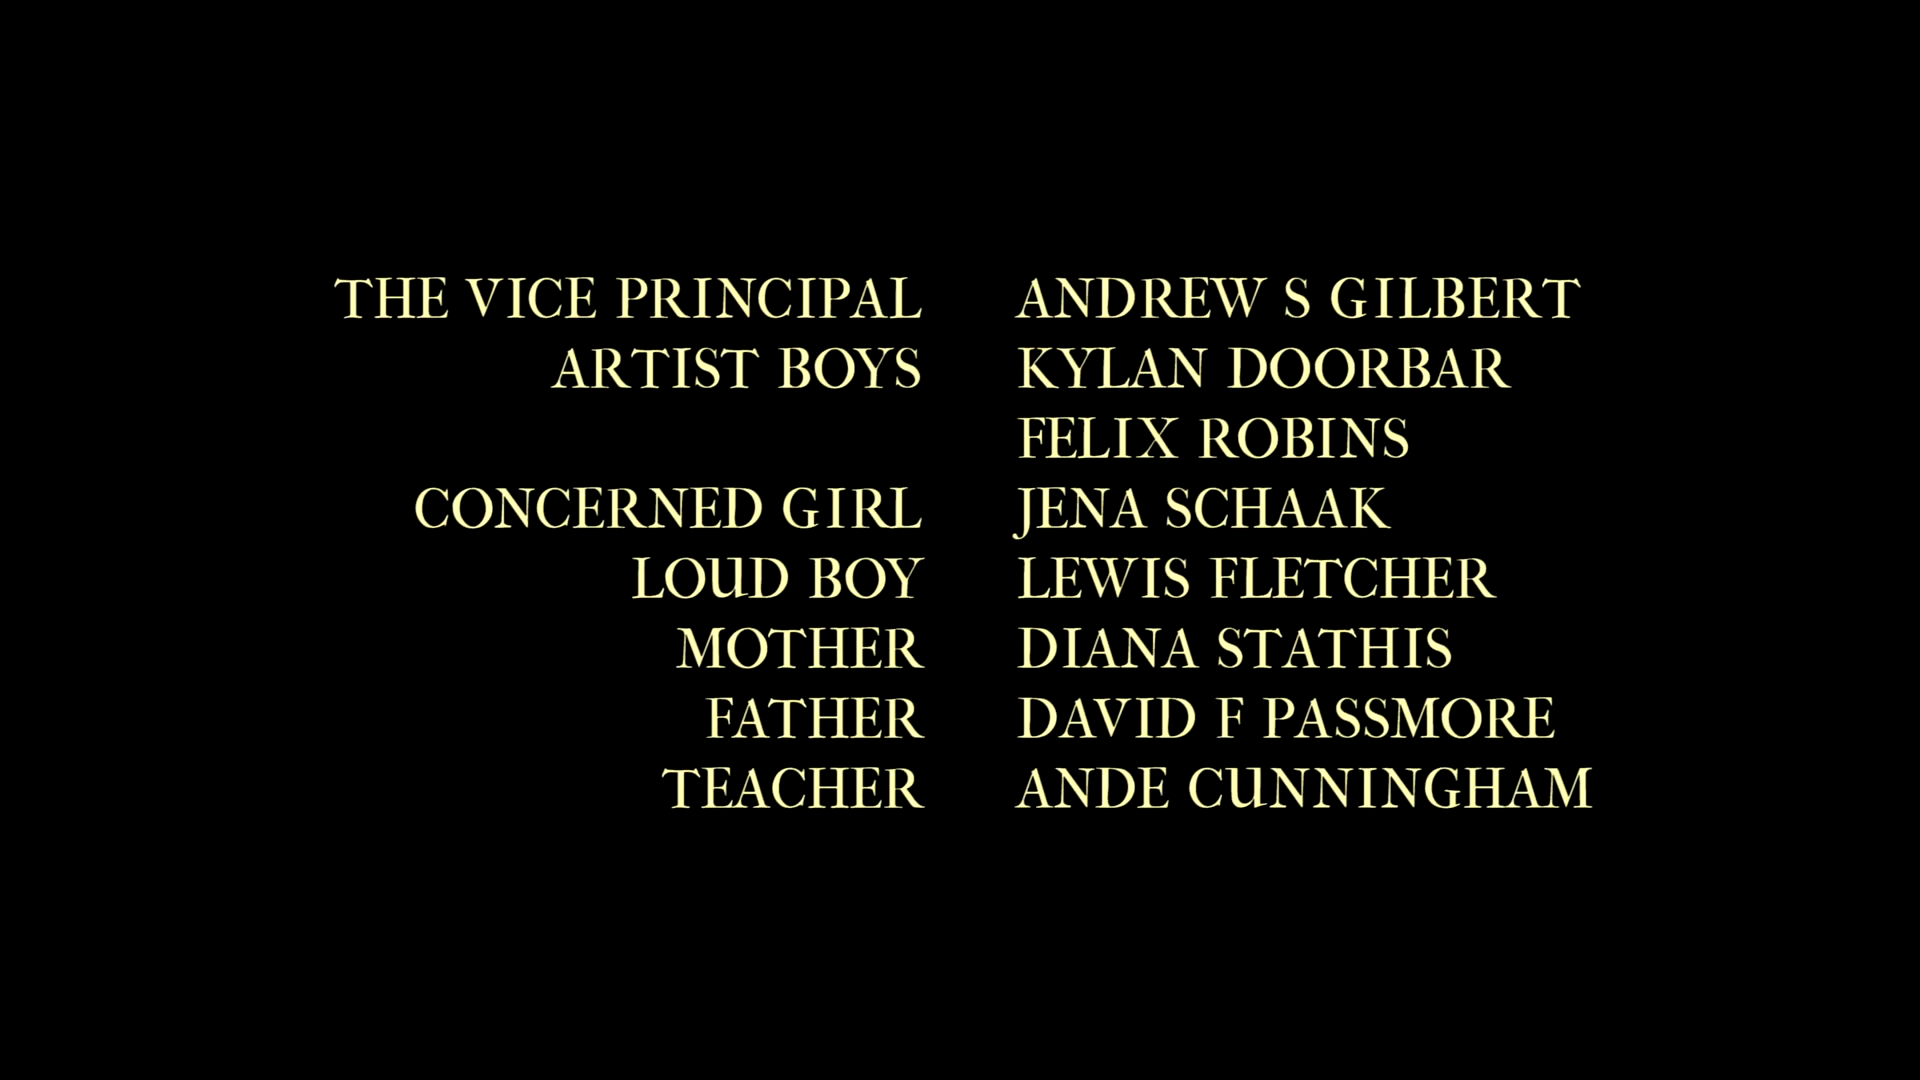 THE VICE PRINCIPAL ANDREW S GILBERT
ARTIST BOYS KYLAN DOORBAR
FELIX ROBINS
CONCERNED GIRL JENA SCHAAK
LOUD BOY LEWIS FLETCHER
MOTHER DIANA STATHIS
FATHER DAVID F PASSMORE
TEACHER ANDE CUNNINGHAM